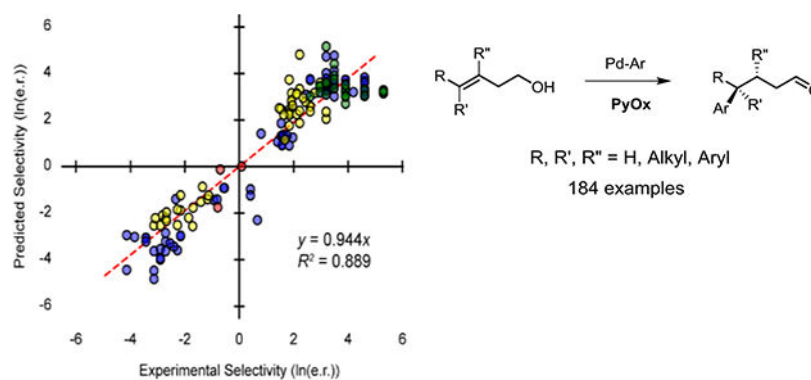 Predicted Selectivity (ln(e.r.))
6
4
2
0
-2
-4
-6
-6
-4
-2
0
2
4
6
Experimental Selectivity (ln(e.r.))
y = 0.944x
R² = 0.889
R"
R
R'
OH
Pd-Ar
PyOx
R"
R
Ar
R'
O
R, R', R" = H, Alkyl, Aryl
184 examples